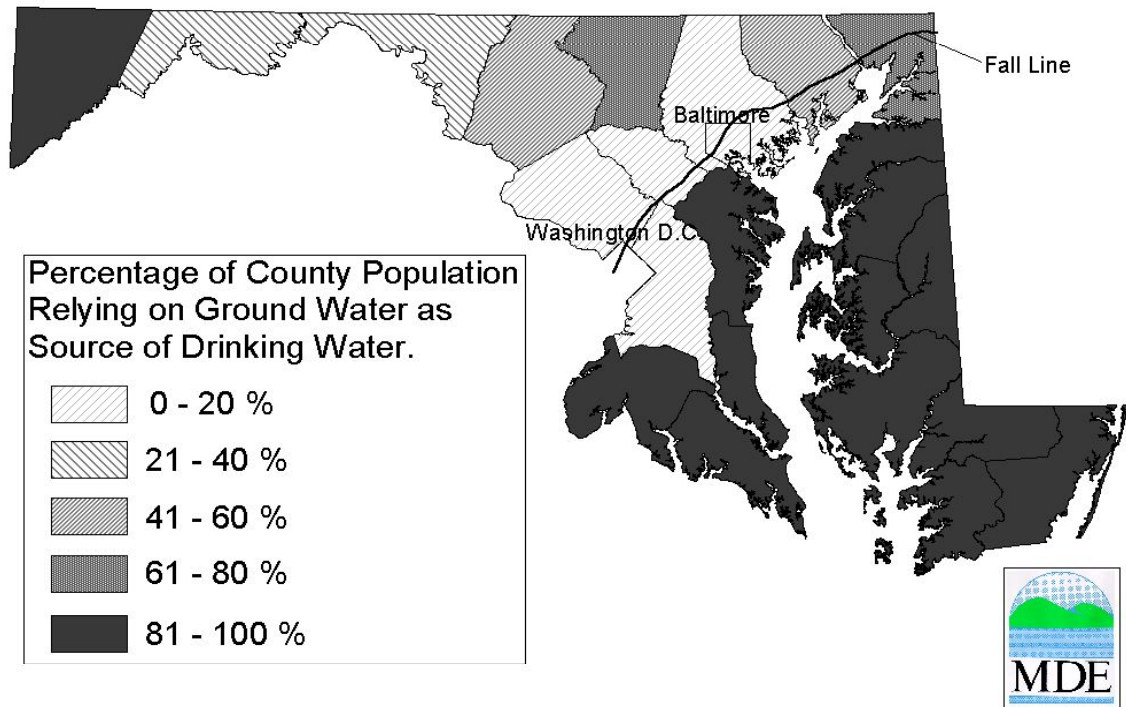 Fall Line
Baltimore
Washington D.C.
Percentage of County Population
Relying on Ground Water as
Source of Drinking Water.
0 - 20 %
21 - 40 %
41 - 60 %
61 - 80 %
81 - 100 %
MDE